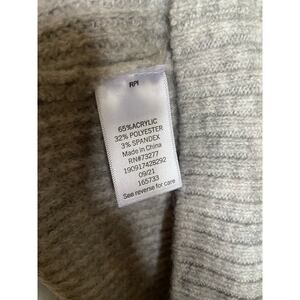 RPI
65%ACRYLIC
32% POLYESTER
3% SPANDEX
Made in China
RN#73277
190917428292
09/21
165733
See reverse for care